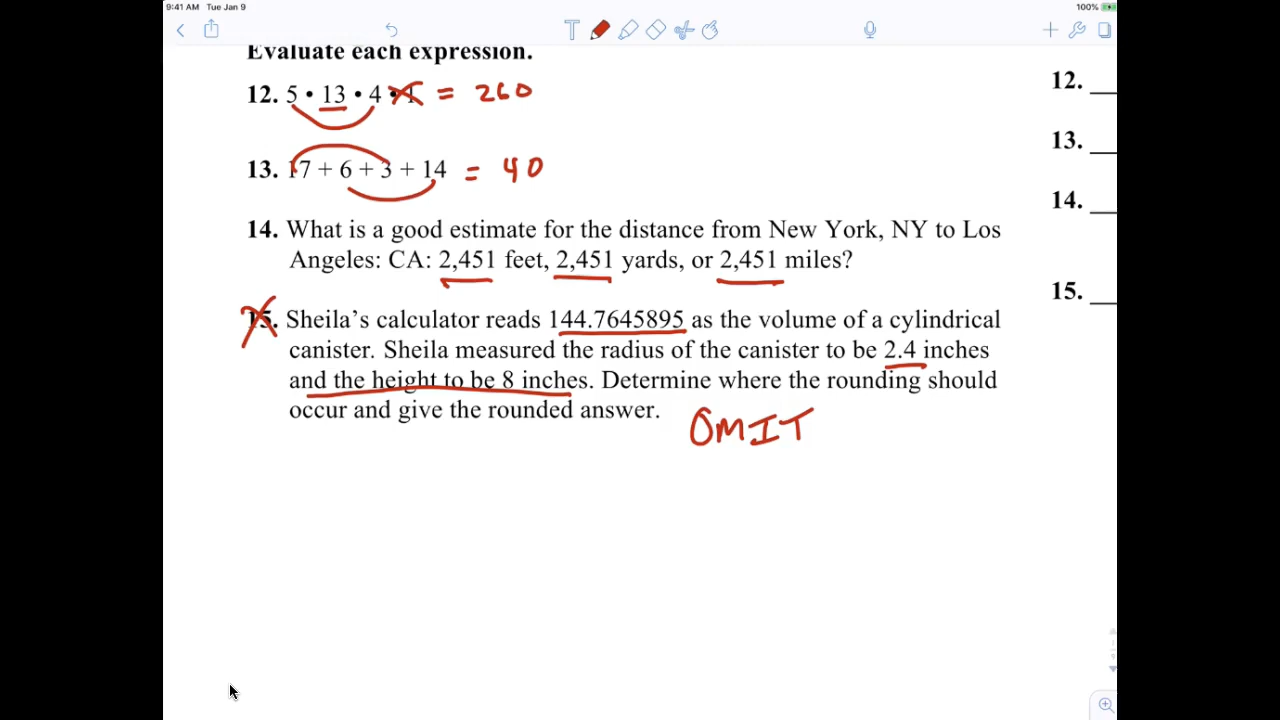 9:41 AM Tue Jan 9
100%
Evaluate each expression.
12. 5 • 13 • 4 • 1 = 260
12. ___
13. 17 + 6 + 3 + 14 = 40
13. ___
14. What is a good estimate for the distance from New York, NY to Los
14. ___
Angeles: CA: 2,451 feet, 2,451 yards, or 2,451 miles?
15. ___
15. Sheila’s calculator reads 144.7645895 as the volume of a cylindrical
canister. Sheila measured the radius of the canister to be 2.4 inches
and the height to be 8 inches. Determine where the rounding should
occur and give the rounded answer.
OMIT